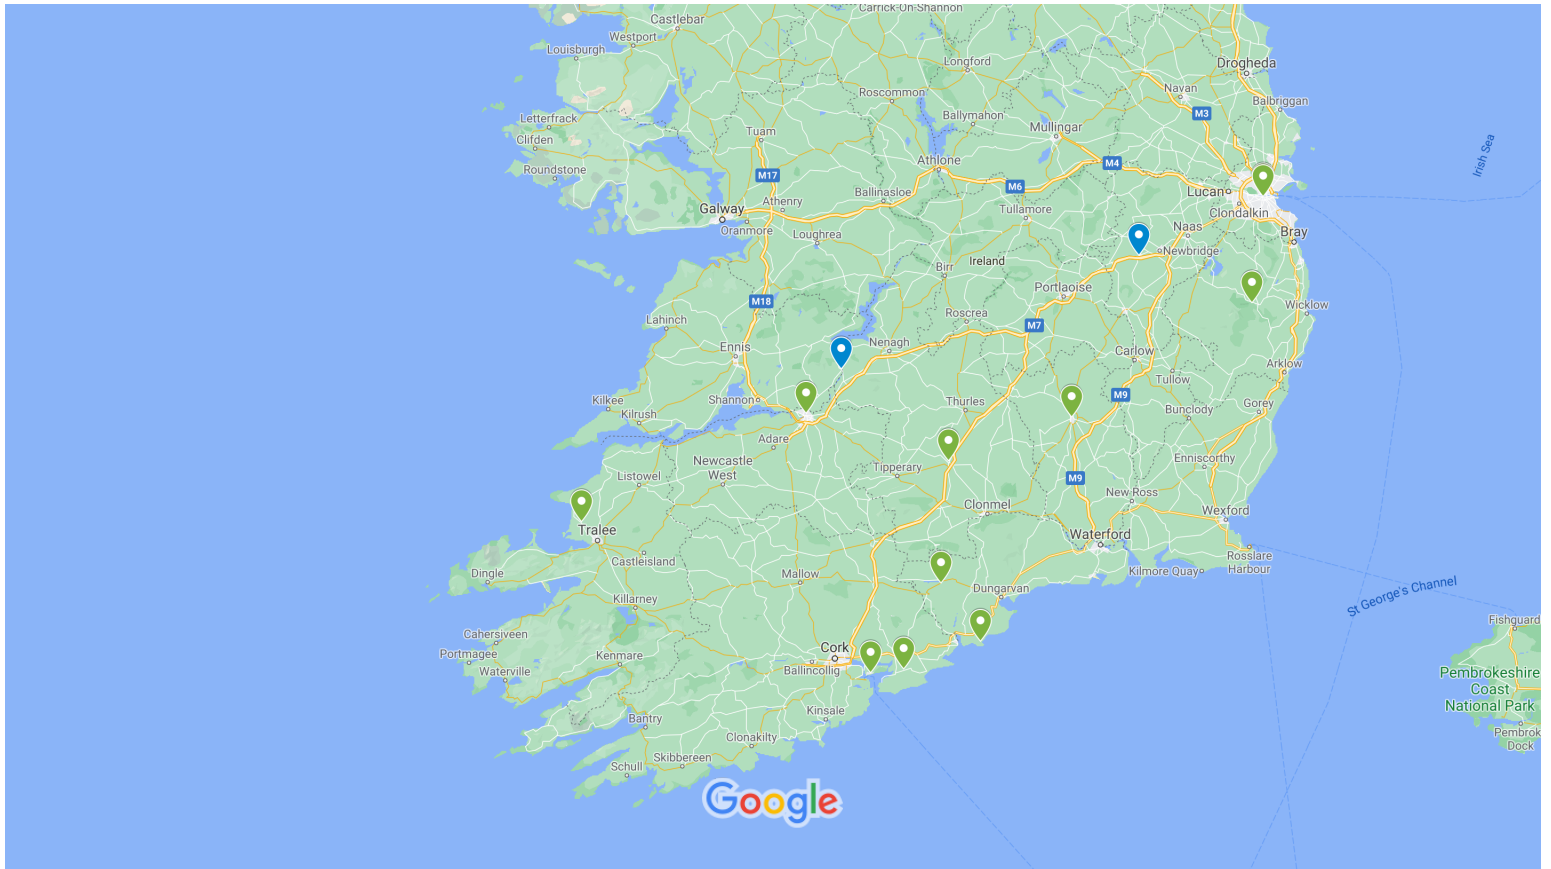 Carrick-On-Shannon
Castlebar
Westport
Louisburgh
Longford
Drogheda
Roscommon
Navan
Balbriggan
Letterfrack
Ballymahon
M3
Tuam
Mullingar
Clifden
Irish Sea
Athlone
M4
Roundstone
M17
M6
Lucan
Ballinasloe
Athenry
Galway
Tullamore
Clondalkin
Oranmore
Loughrea
Naas
Bray
Newbridge
Ireland
Birr
Portlaoise
M18
Wicklow
Lahinch
Roscrea
M7
Ennis
Nenagh
Carlow
Arklow
Tullow
Kilkee
Shannon
M9
Thurles
Gorey
Kilrush
Bunclody
Adare
Newcastle
West
Tipperary
Enniscorthy
Listowel
M9
New Ross
Clonmel
Wexford
Tralee
Waterford
Rosslare
Harbour
Castleisland
Dingle
Mallow
Kilmore Quay
St George's Channel
Dungarvan
Killarney
Fishguard
Cahersiveen
Cork
Portmagee
Kenmare
Waterville
Ballincollig
Pembrokeshire
Coast
National Park
Kinsale
Bantry
Clonakilty
Pembrok
Dock
Skibbereen
Schull
Google